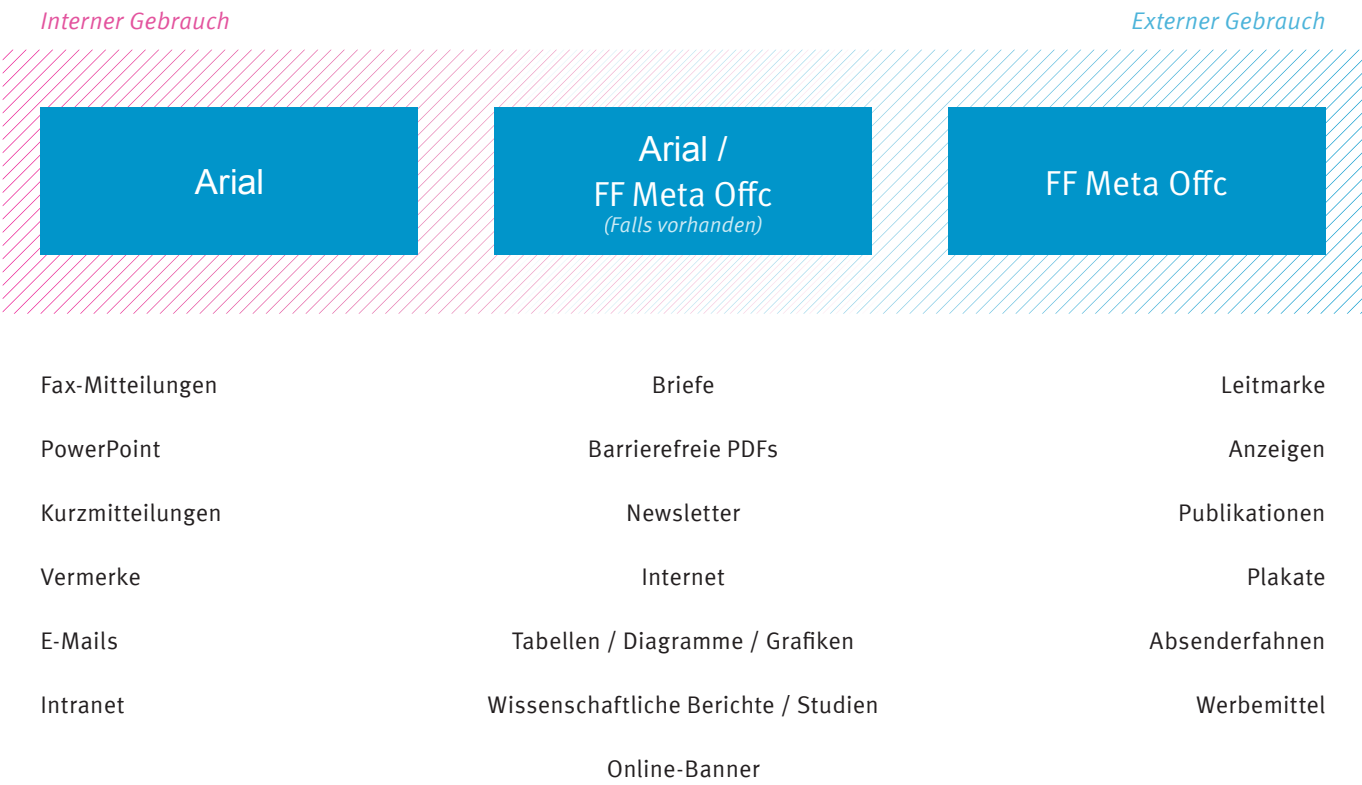 Interner Gebrauch
Externer Gebrauch
Arial
Arial /
FF Meta Offc
(Falls vorhanden)
FF Meta Offc
Fax-Mitteilungen
PowerPoint
Kurzmitteilungen
Vermerke
E-Mails
Intranet
Briefe
Barrierefreie PDFs
Newsletter
Internet
Tabellen / Diagramme / Grafiken
Wissenschaftliche Berichte / Studien
Online-Banner
Leitmarke
Anzeigen
Publikationen
Plakate
Absenderfahnen
Werbemittel